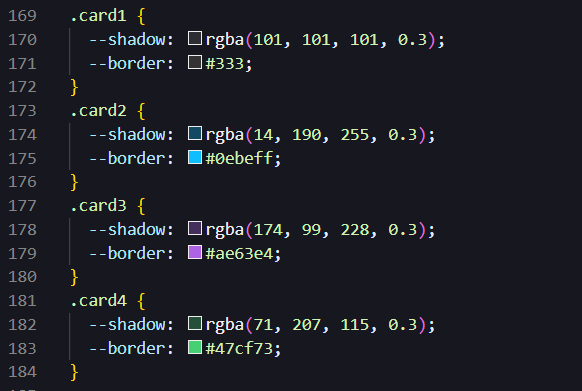 169 .card1 {
170 --shadow: rgba(101, 101, 101, 0.3);
171 --border: #333;
172 }
173 .card2 {
174 --shadow: rgba(14, 190, 255, 0.3);
175 --border: #0ebeff;
176 }
177 .card3 {
178 --shadow: rgba(174, 99, 228, 0.3);
179 --border: #ae63e4;
180 }
181 .card4 {
182 --shadow: rgba(71, 207, 115, 0.3);
183 --border: #47cf73;
184 }